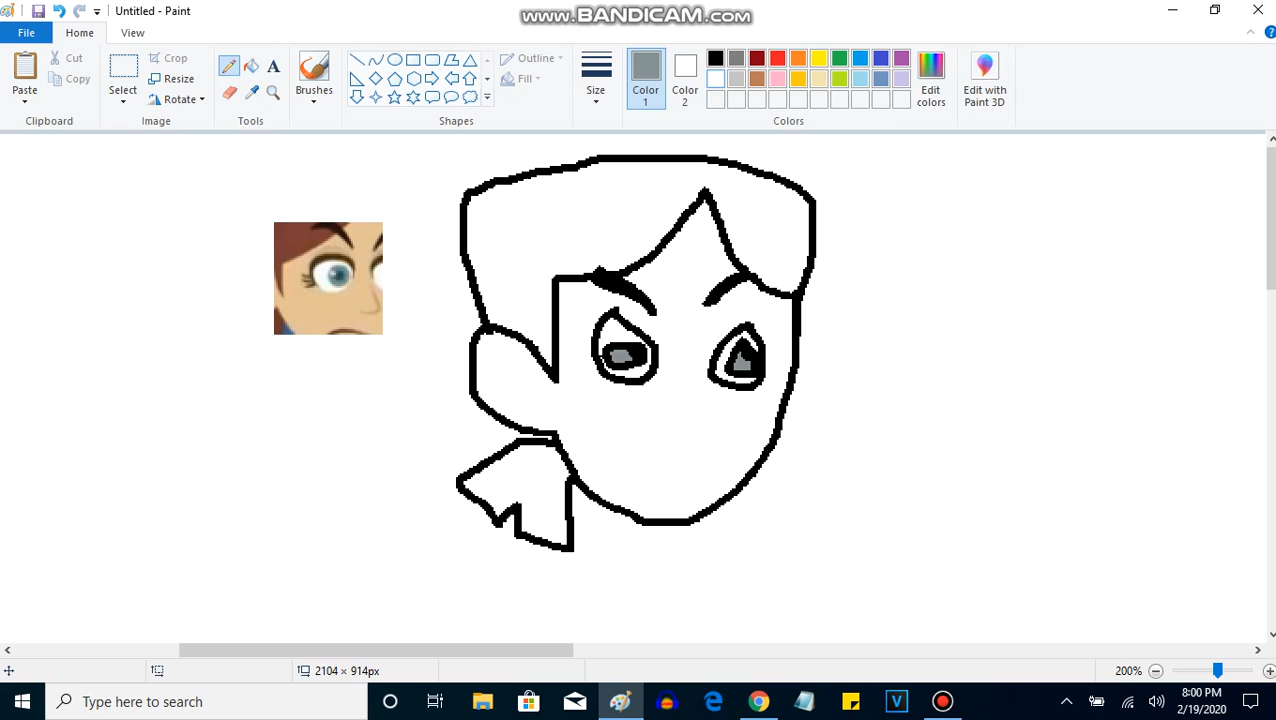 Untitled - Paint
www.BANDICAM.com
File
Home
View
Paste
Cut
Copy
Clipboard
Select
Crop
Resize
Rotate
Image
A
Tools
Brushes
Outline
Fill
Shapes
Size
Color 1
Color 2
Edit colors
Colors
Edit with Paint 3D
2104 × 914px
200%
Type here to search
V
8:00 PM
2/19/2020